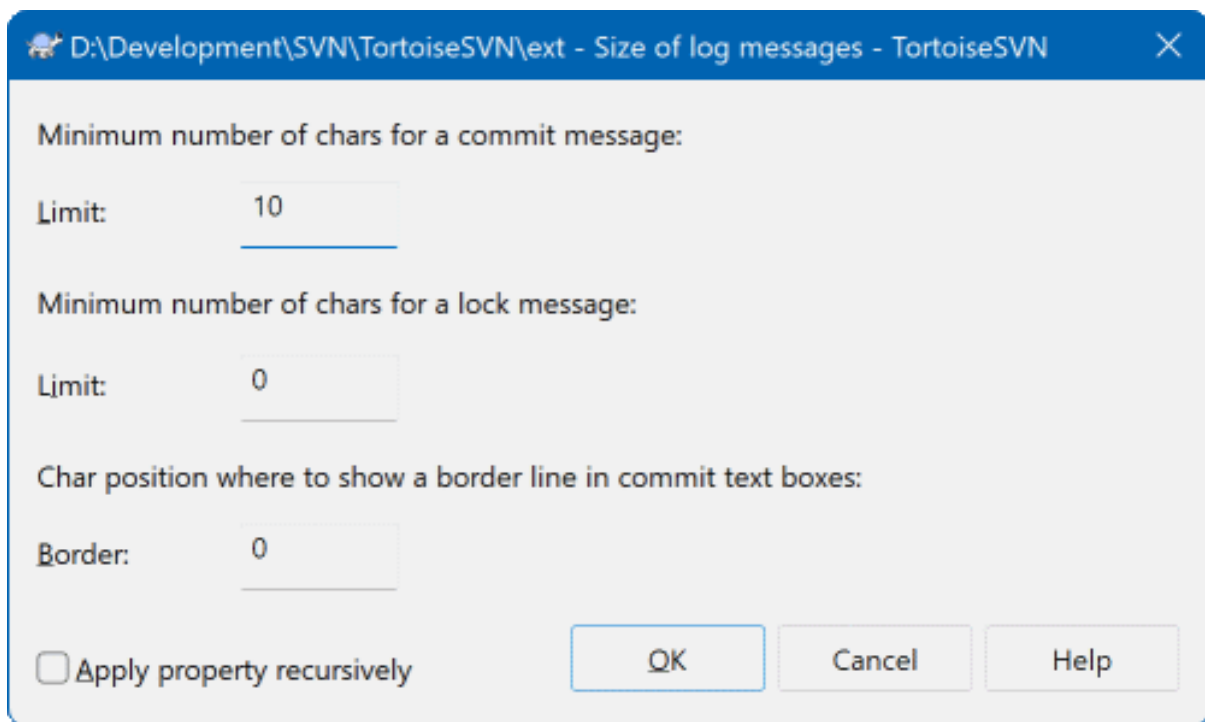 D:\Development\SVN\TortoiseSVN\ext - Size of log messages - TortoiseSVN
Minimum number of chars for a commit message:
Limit: 10
Minimum number of chars for a lock message:
Limit: 0
Char position where to show a border line in commit text boxes:
Border: 0
Apply property recursively OK Cancel Help